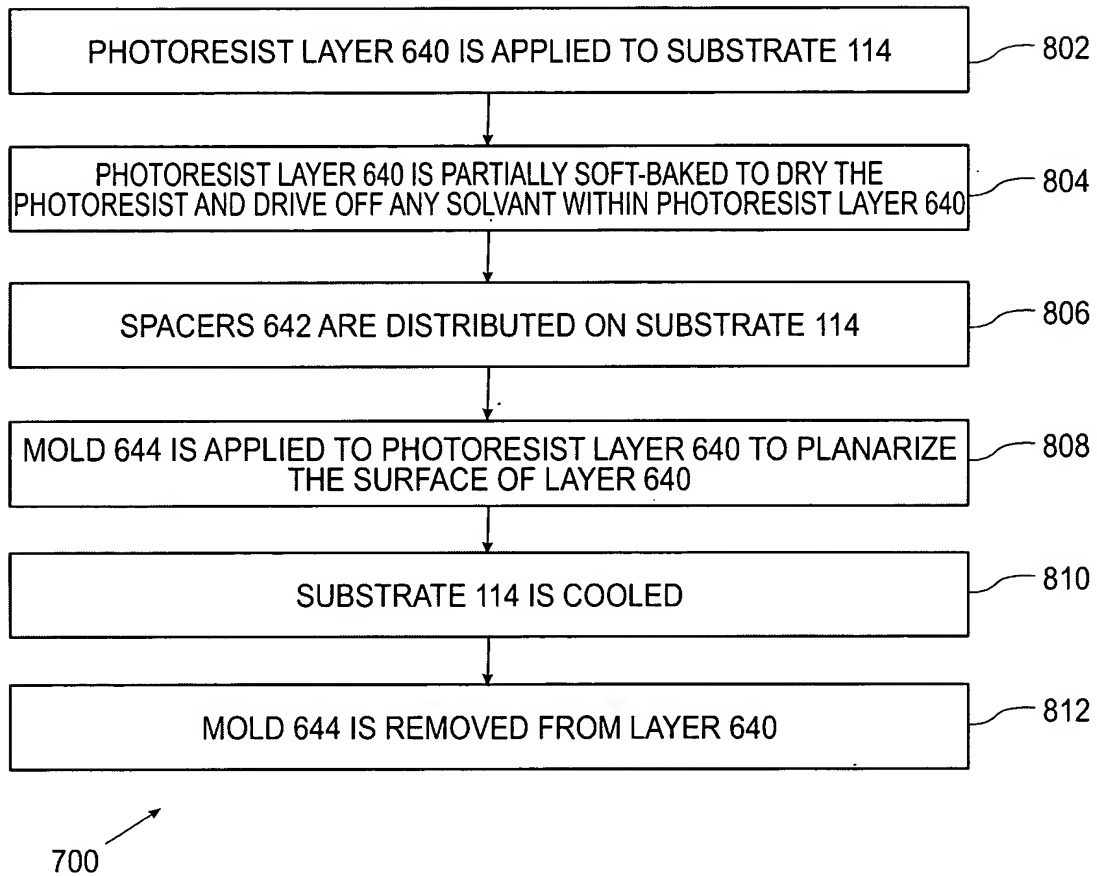 PHOTORESIST LAYER 640 IS APPLIED TO SUBSTRATE 114
802
PHOTORESIST LAYER 640 IS PARTIALLY SOFT-BAKED TO DRY THE
PHOTORESIST AND DRIVE OFF ANY SOLVANT WITHIN PHOTORESIST LAYER 640
804
SPACERS 642 ARE DISTRIBUTED ON SUBSTRATE 114
806
MOLD 644 IS APPLIED TO PHOTORESIST LAYER 640 TO PLANARIZE
THE SURFACE OF LAYER 640
808
SUBSTRATE 114 IS COOLED
810
MOLD 644 IS REMOVED FROM LAYER 640
812
700